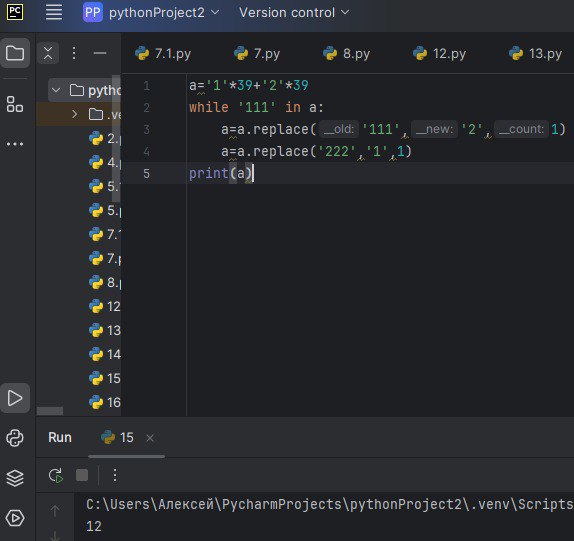 PC PP pythonProject2 Version control
7.1.py 7.py 8.py 12.py 13.py
pytho
.ve
2.p
4.p
5.1
5.p
7.1
7.p
8.p
12
13
14
15
16
1 a='1'*39+'2'*39
2 while '111' in a:
3 a=a.replace( __old: '111', __new: '2', __count: 1)
4 a=a.replace('222','1',1)
5 print(a)
Run 15
C:\Users\Алексей\PycharmProjects\pythonProject2\.venv\Scripts
12